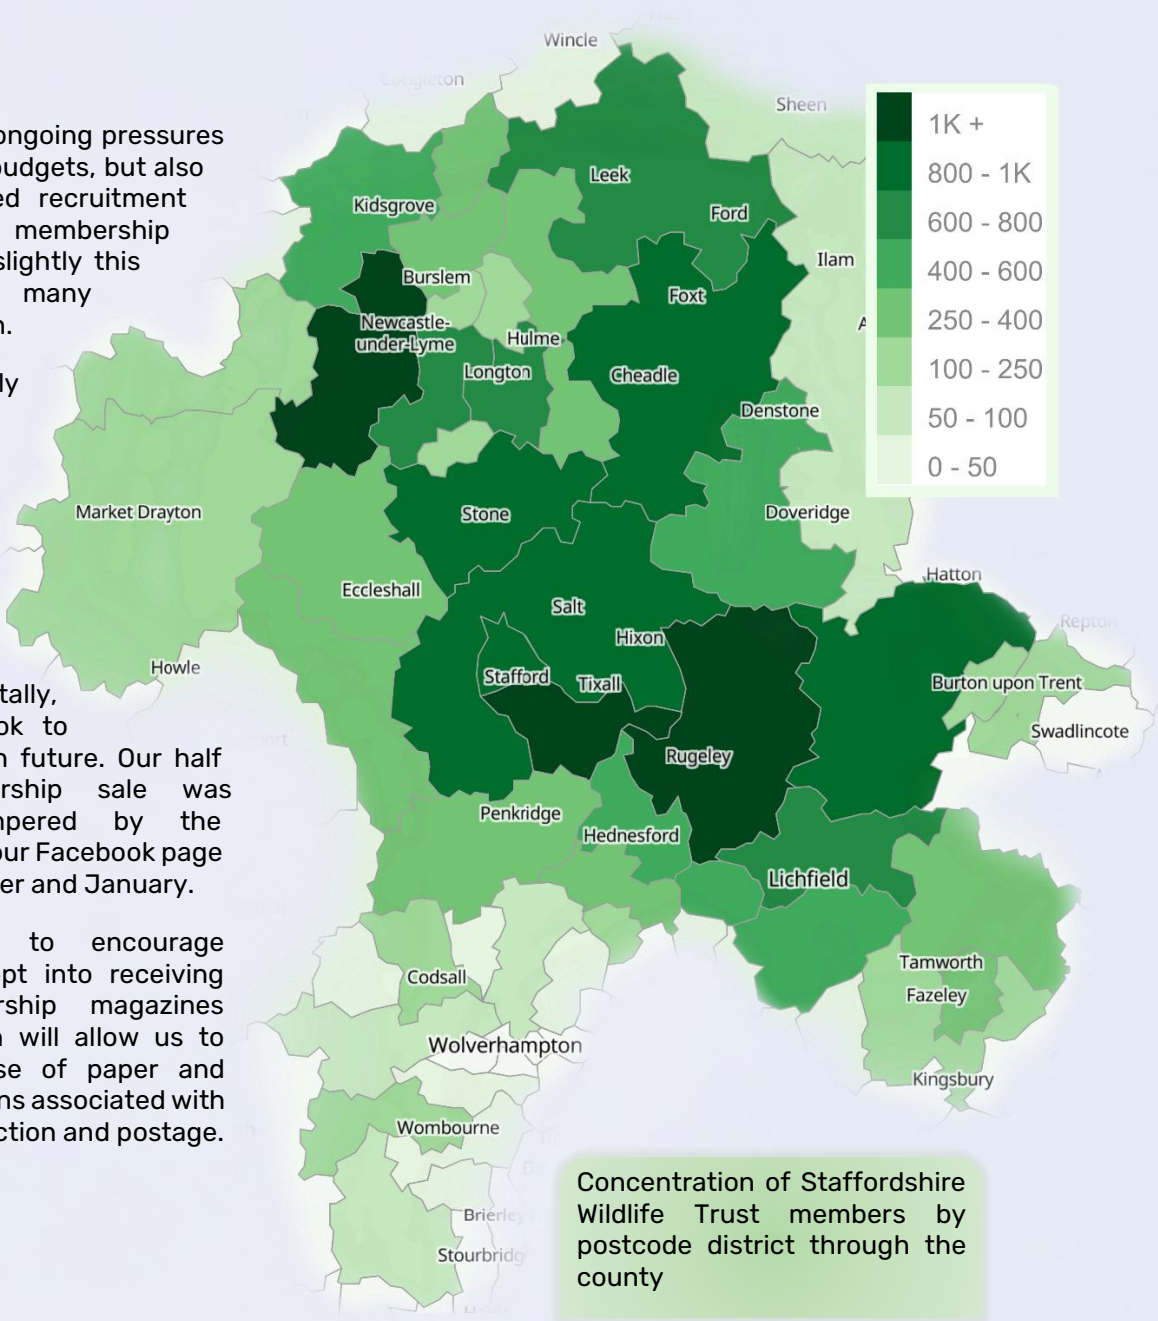 ongoing pressures
budgets, but also
ed recruitment
membership
slightly this
many
n.
ly
tally,
ok to
n future. Our half
rship sale was
mpered by the
our Facebook page
er and January.
to encourage
opt into receiving
rship magazines
n will allow us to
se of paper and
ns associated with
ction and postage.
Wincle
Congleton
Sheen
Leek
Kidsgrove
Ford
Ilam
Burslem
Foxt
A
Newcastle-
under-Lyme
Hulme
Longton
Cheadle
Denstone
Market Drayton
Stone
Doveridge
Hatton
Eccleshall
Salt
Repton
Hixon
Howle
Stafford
Tixall
Burton upon Trent
Swadlincote
Rugeley
Penkridge
Hednesford
Lichfield
Tamworth
Codsall
Fazeley
Wolverhampton
Kingsbury
Wombourne
Brierley
Stourbridg
1K +
800 - 1K
600 - 800
400 - 600
250 - 400
100 - 250
50 - 100
0 - 50
Concentration of Staffordshire
Wildlife Trust members by
postcode district through the
county